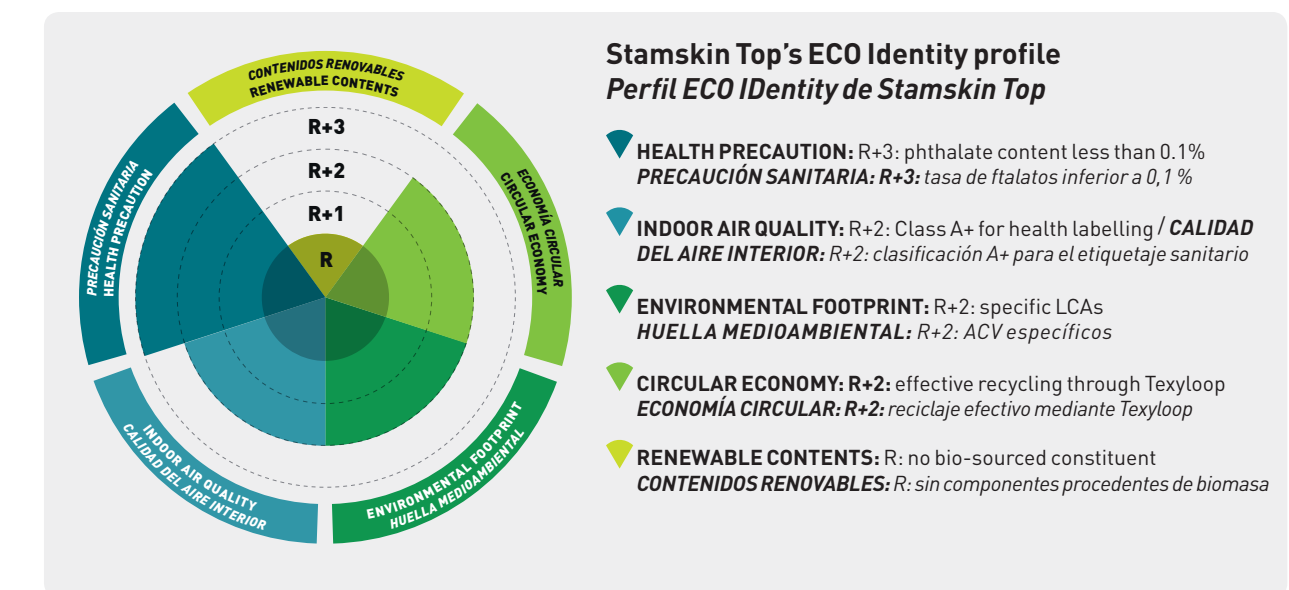 CONTENIDOS RENOVABLES
RENEWABLE CONTENTS
R+3
R+2
R+1
R
PRECAUCIÓN SANITARIA
HEALTH PRECAUTION
ECONOMÍA CIRCULAR
CIRCULAR ECONOMY
INDOOR AIR QUALITY
CALIDAD DEL AIRE INTERIOR
ENVIRONMENTAL FOOTPRINT
HUELLA MEDIOAMBIENTAL
Stamskin Top's ECO Identity profile
Perfil ECO IDentity de Stamskin Top
HEALTH PRECAUTION: R+3: phthalate content less than 0.1%
PRECAUCIÓN SANITARIA: R+3: tasa de ftalatos inferior a 0,1 %
INDOOR AIR QUALITY: R+2: Class A+ for health labelling / CALIDAD
DEL AIRE INTERIOR: R+2: clasificación A+ para el etiquetaje sanitario
ENVIRONMENTAL FOOTPRINT: R+2: specific LCAs
HUELLA MEDIOAMBIENTAL: R+2: ACV específicos
CIRCULAR ECONOMY: R+2: effective recycling through Texyloop
ECONOMÍA CIRCULAR: R+2: reciclaje efectivo mediante Texyloop
RENEWABLE CONTENTS: R: no bio-sourced constituent
CONTENIDOS RENOVABLES: R: sin componentes procedentes de biomasa